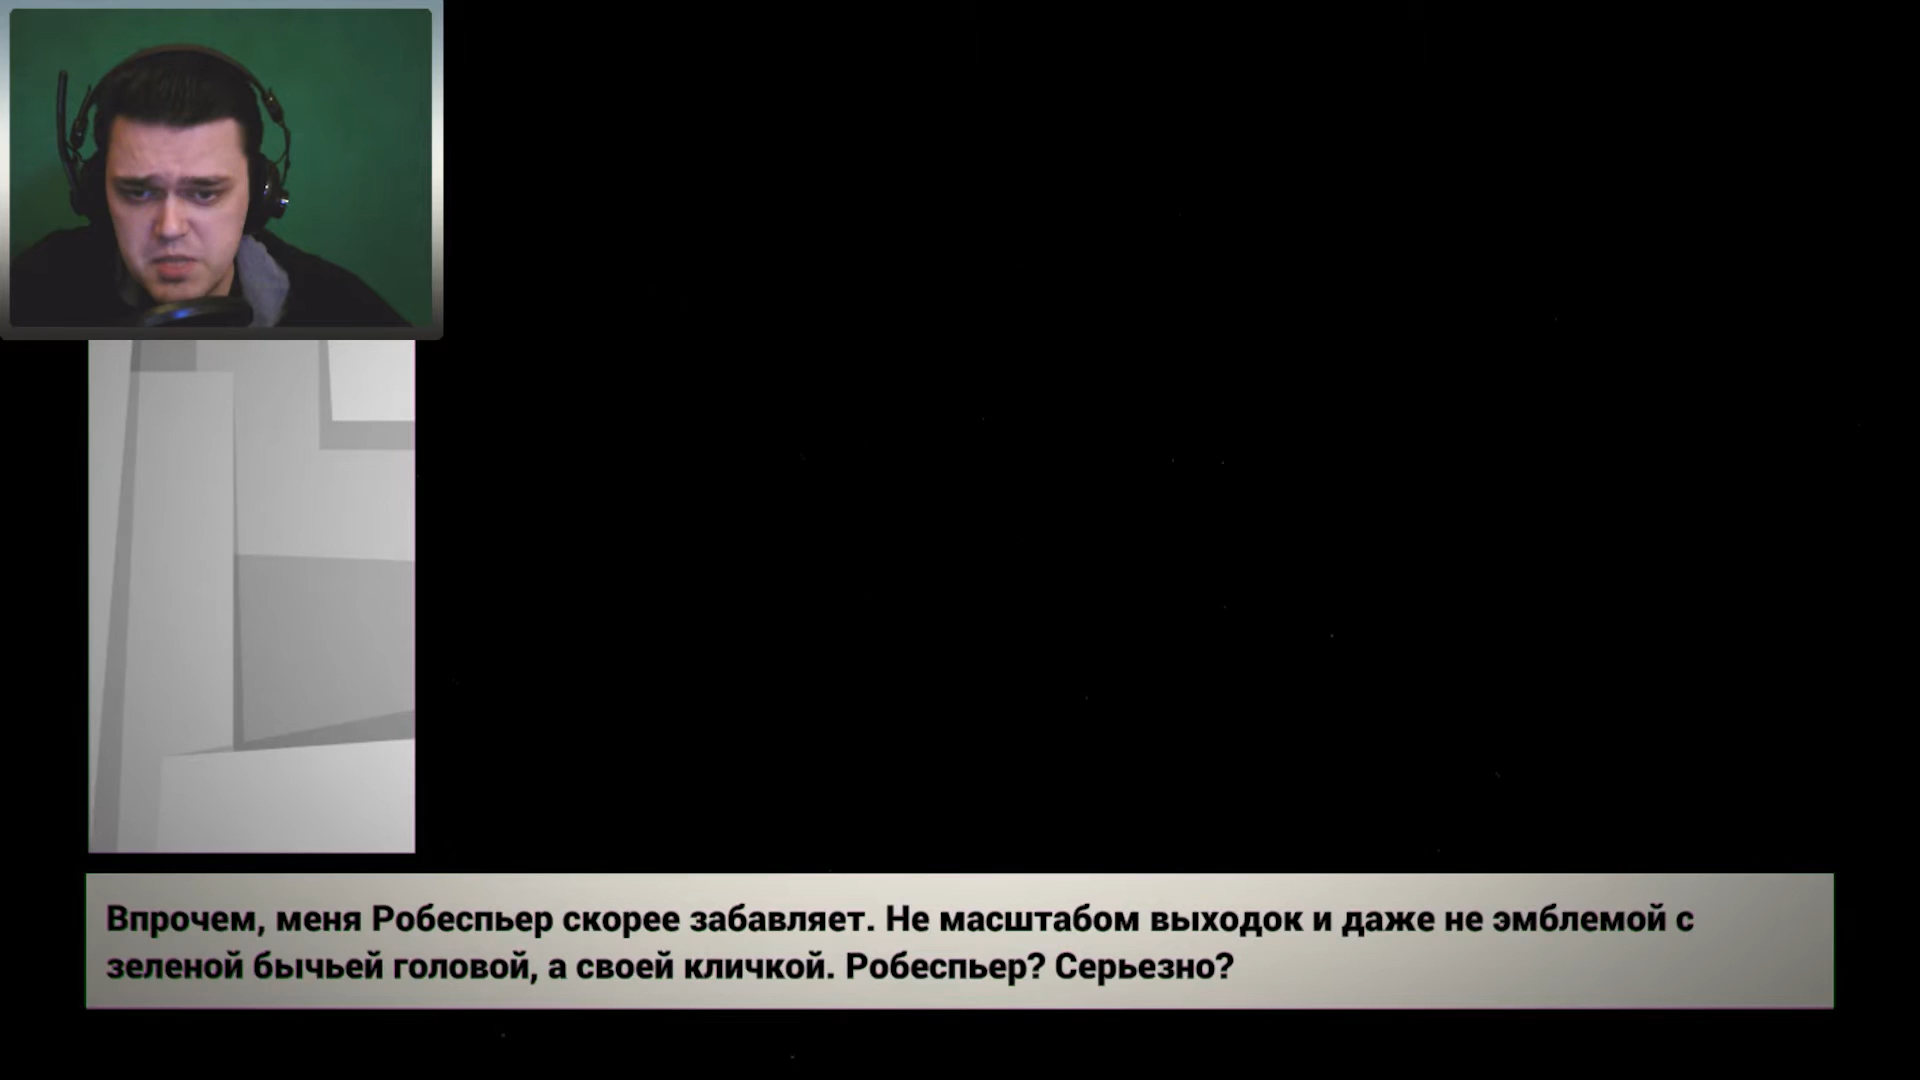 Впрочем, меня Робеспьер скорее забавляет. Не масштабом выходок и даже не эмблемой с
зеленой бычьей головой, а своей кличкой. Робеспьер? Серьезно?